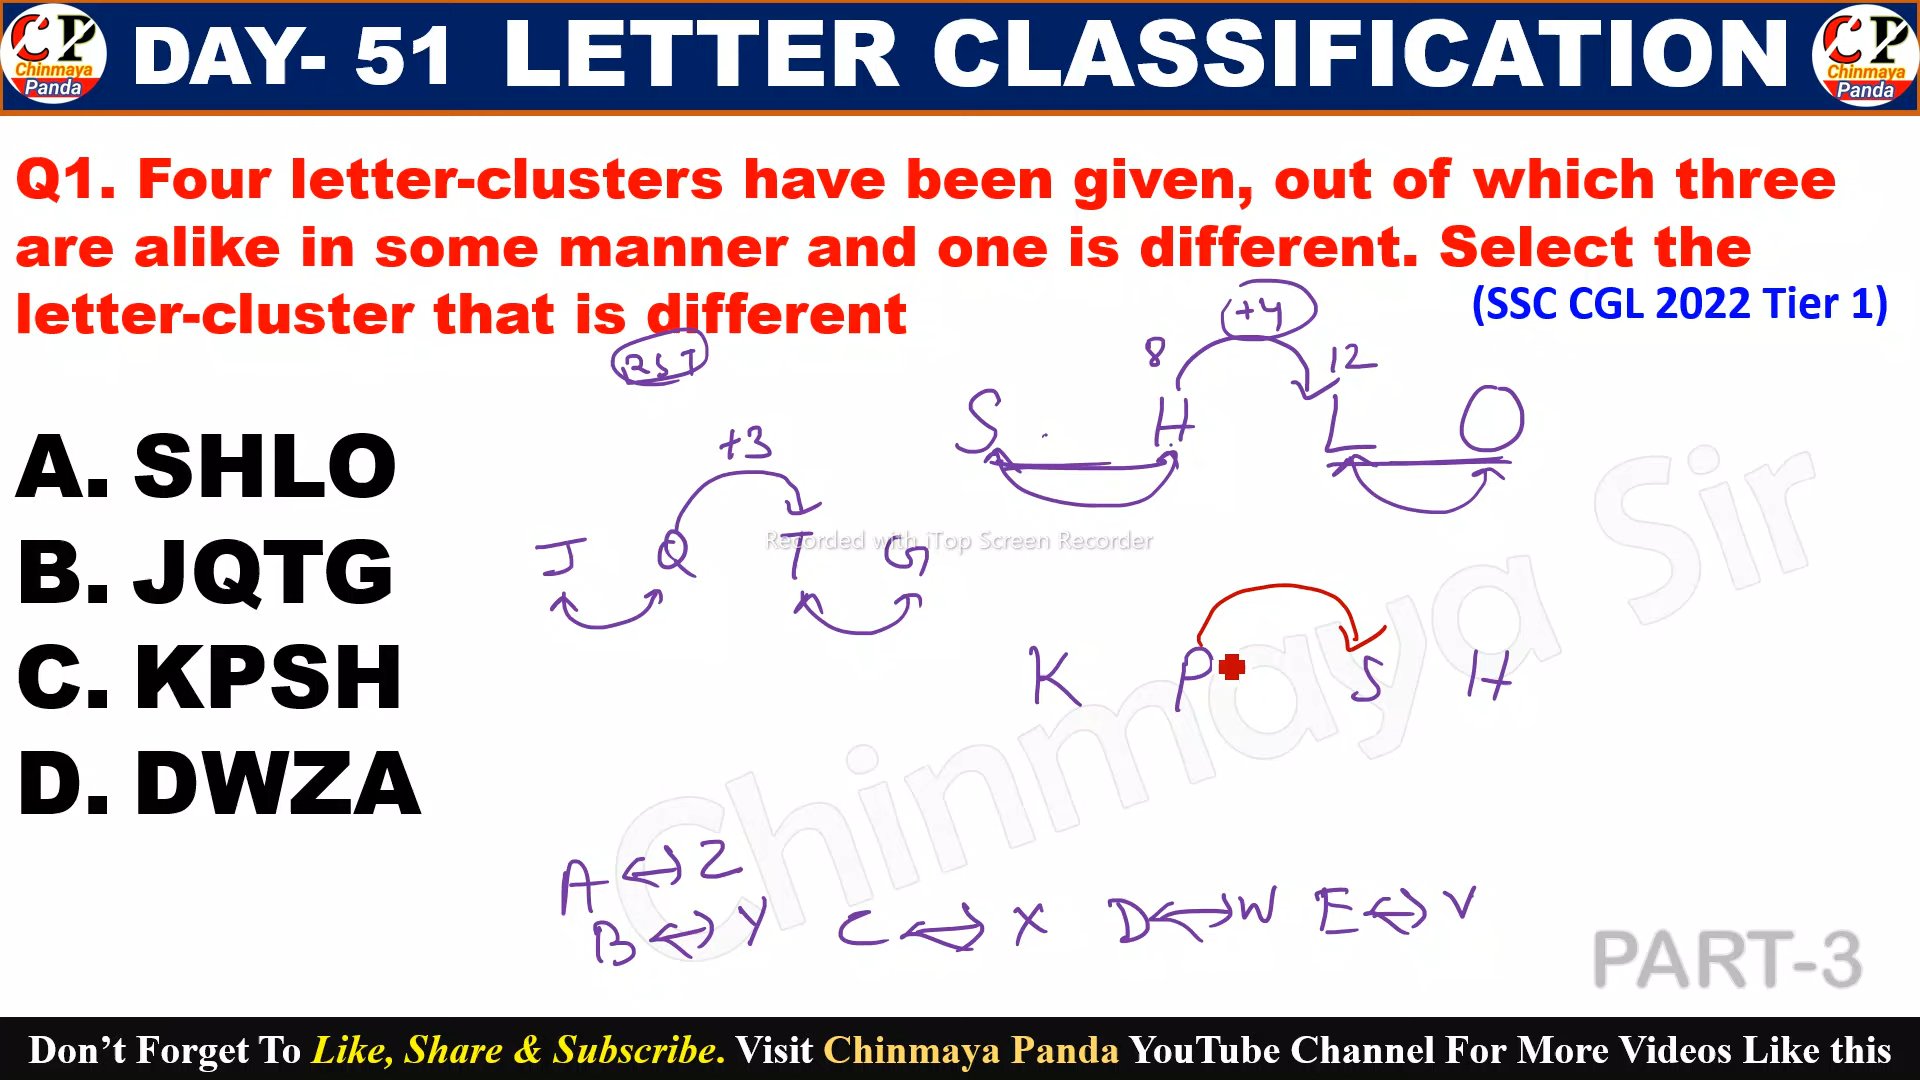 CP Chinmaya Panda DAY- 51 LETTER CLASSIFICATION CP Chinmaya Panda
Q1. Four letter-clusters have been given, out of which three
are alike in some manner and one is different. Select the
letter-cluster that is different
(SSC CGL 2022 Tier 1)
+4
RST
8 12
S H L O
A. SHLO
+3
J Q T G
Recorded with iTop Screen Recorder
B. JQTG
K P S H
C. KPSH
D. DWZA
Chinmaya Sir
A ↔ Z
B ↔ Y C ↔ X D ↔ W E ↔ V
PART-3
Don’t Forget To Like, Share & Subscribe. Visit Chinmaya Panda YouTube Channel For More Videos Like this